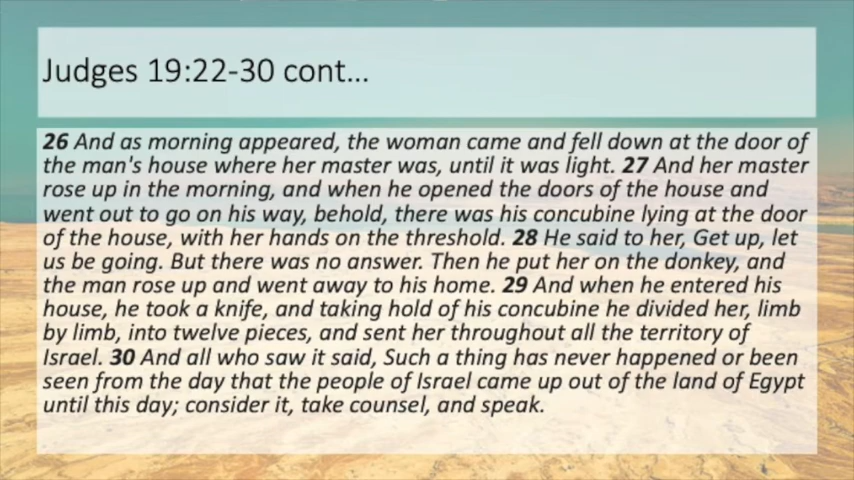 Judges 19:22-30 cont...
26 And as morning appeared, the woman came and fell down at the door of
the man's house where her master was, until it was light. 27 And her master
rose up in the morning, and when he opened the doors of the house and
went out to go on his way, behold, there was his concubine lying at the door
of the house, with her hands on the threshold. 28 He said to her, Get up, let
us be going. But there was no answer. Then he put her on the donkey, and
the man rose up and went away to his home. 29 And when he entered his
house, he took a knife, and taking hold of his concubine he divided her, limb
by limb, into twelve pieces, and sent her throughout all the territory of
Israel. 30 And all who saw it said, Such a thing has never happened or been
seen from the day that the people of Israel came up out of the land of Egypt
until this day; consider it, take counsel, and speak.